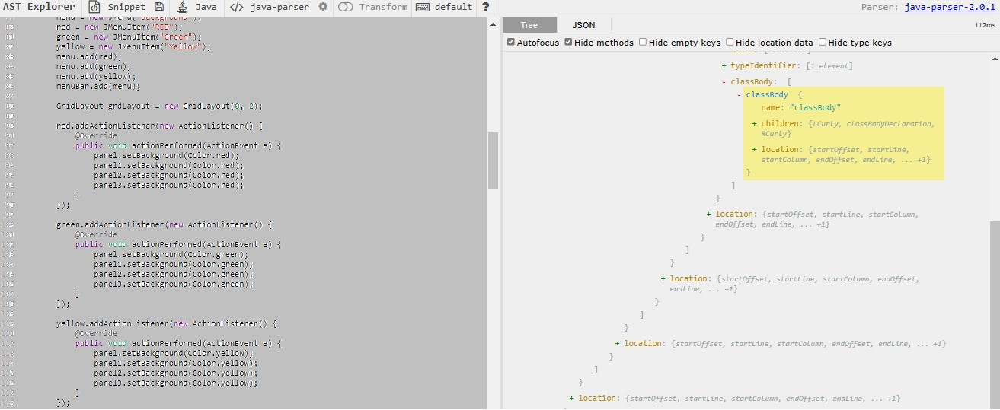 AST Explorer Snippet Java </> java-parser Transform default ? Parser: java-parser-2.0.1
red = new JMenuItem("RED");
green = new JMenuItem("Green");
yellow = new JMenuItem("Yellow");
menu.add(red);
menu.add(green);
menu.add(yellow);
menuBar.add(menu);
GridLayout grdLayout = new GridLayout(0, 2);
red.addActionListener(new ActionListener() {
@Override
public void actionPerformed(ActionEvent e) {
panel.setBackground(Color.red);
panel1.setBackground(Color.red);
panel2.setBackground(Color.red);
panel3.setBackground(Color.red);
}
});
green.addActionListener(new ActionListener() {
@Override
public void actionPerformed(ActionEvent e) {
panel.setBackground(Color.green);
panel1.setBackground(Color.green);
panel2.setBackground(Color.green);
panel3.setBackground(Color.green);
}
});
yellow.addActionListener(new ActionListener() {
@Override
public void actionPerformed(ActionEvent e) {
panel.setBackground(Color.yellow);
panel1.setBackground(Color.yellow);
panel2.setBackground(Color.yellow);
panel3.setBackground(Color.yellow);
}
});
Tree JSON 112ms
Autofocus Hide methods Hide empty keys Hide location data Hide type keys
+ typeIdentifier: [1 element]
- classBody: [
- classBody {
name: "classBody"
+ children: {LCurly, classBodyDeclaration,
RCurly}
+ location: {startOffset, startLine,
startColumn, endOffset, endLine, ... +1}
}
]
}
+ location: {startOffset, startLine, startColumn,
endOffset, endLine, ... +1}
}
]
}
+ location: {startOffset, startLine, startColumn, endOffset,
endLine, ... +1}
}
]
}
+ location: {startOffset, startLine, startColumn, endOffset, endLine, ... +1}
}
]
}
+ location: {startOffset, startLine, startColumn, endOffset, endLine, ... +1}